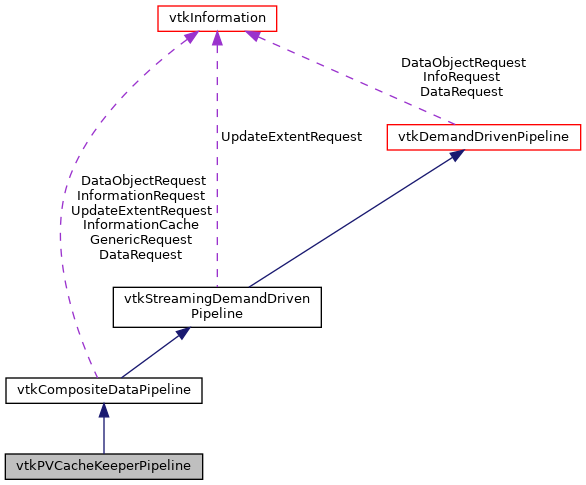 vtkInformation
DataObjectRequest
InfoRequest
DataRequest
UpdateExtentRequest
vtkDemandDrivenPipeline
DataObjectRequest
InformationRequest
UpdateExtentRequest
InformationCache
GenericRequest
DataRequest
vtkStreamingDemandDriven
Pipeline
vtkCompositeDataPipeline
vtkPVCacheKeeperPipeline